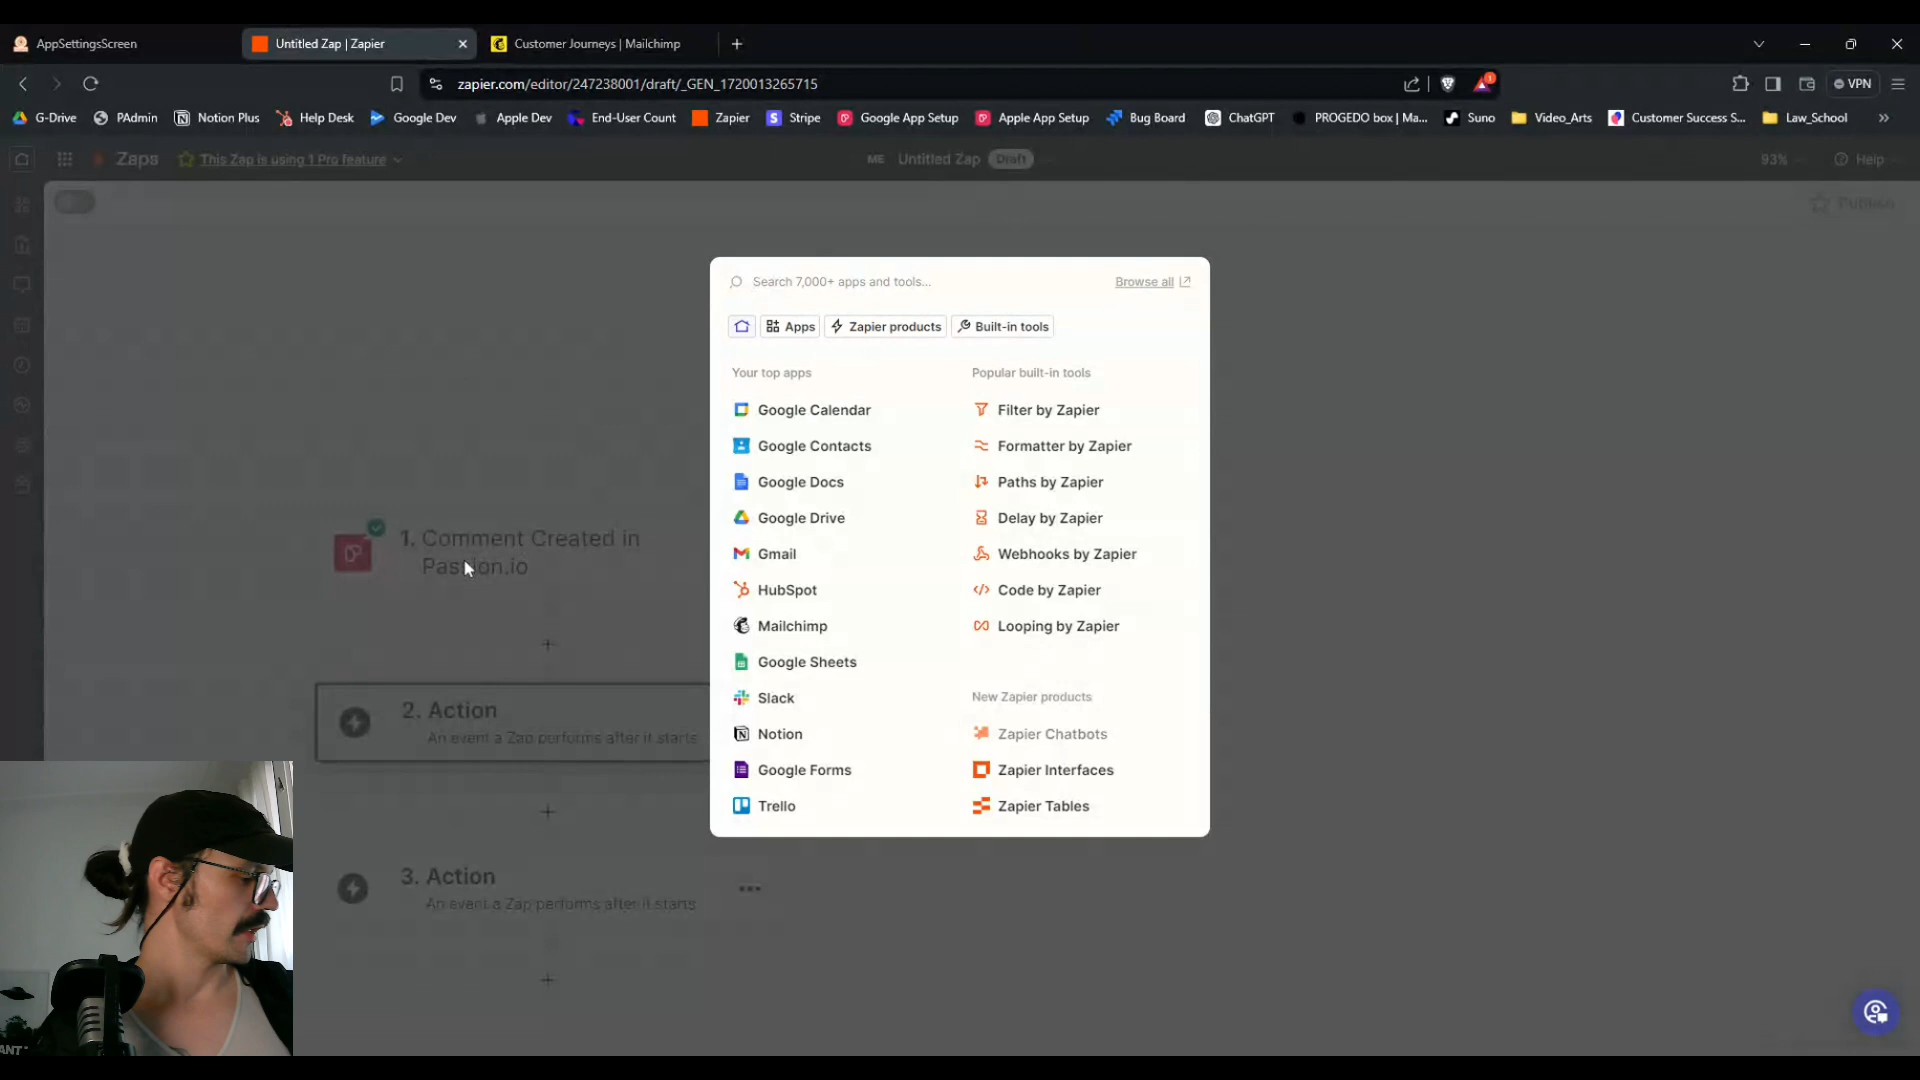 AppSettingsScreen
Untitled Zap | Zapier
Customer Journeys | Mailchimp
zapier.com/editor/247238001/draft/_GEN_1720013265715
VPN
G-Drive
PAdmin
Notion Plus
Help Desk
Google Dev
Apple Dev
End-User Count
Zapier
Stripe
Google App Setup
Apple App Setup
Bug Board
ChatGPT
PROGEDO box | Ma...
Suno
Video_Arts
Customer Success S...
Law_School
Zaps
This Zap is using 1 Pro feature
ME
Untitled Zap
Draft
93%
Help
Publish
Search 7,000+ apps and tools...
Browse all
Apps
Zapier products
Built-in tools
Your top apps
Google Calendar
Google Contacts
Google Docs
Google Drive
Gmail
HubSpot
Mailchimp
Google Sheets
Slack
Notion
Google Forms
Trello
Popular built-in tools
Filter by Zapier
Formatter by Zapier
Paths by Zapier
Delay by Zapier
Webhooks by Zapier
Code by Zapier
Looping by Zapier
New Zapier products
Zapier Chatbots
Zapier Interfaces
Zapier Tables
1. Comment Created in
Passion.io
2. Action
An event a Zap performs after it starts
3. Action
An event a Zap performs after it starts